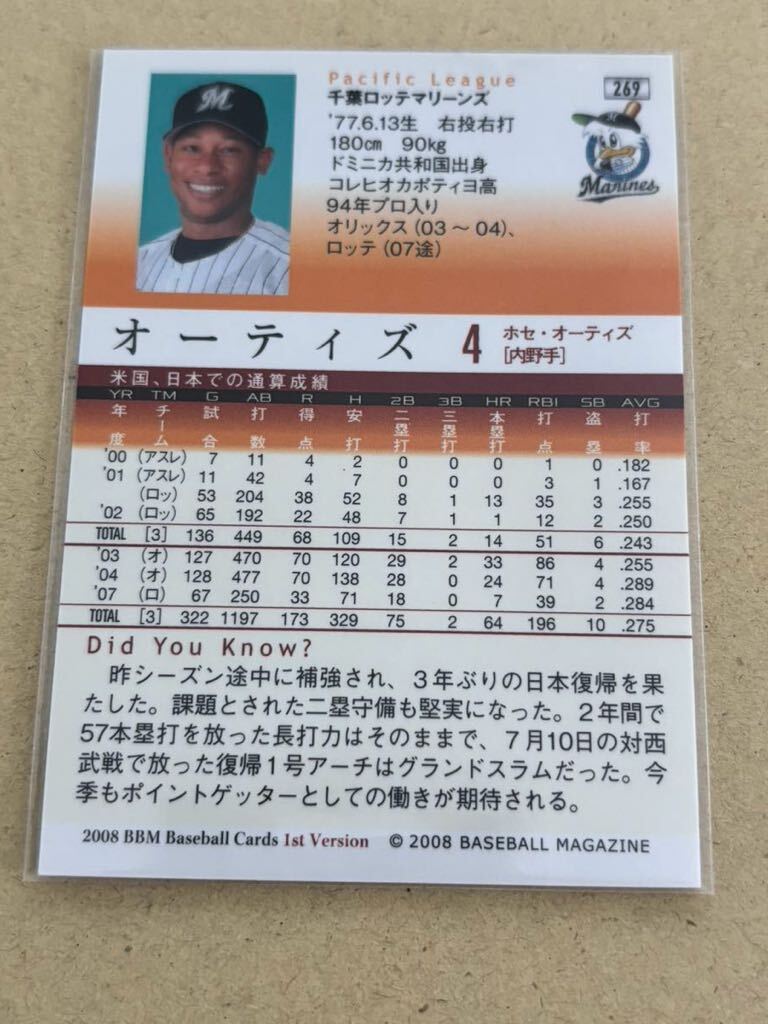 Pacific League
269
千葉ロッテマリーンズ
'77.6.13生 右投右打
180cm 90kg
ドミニカ共和国出身
コレヒオカポティヨ高
94年プロ入り
オリックス(03～04)、
ロッテ(07途)
M
Marines
オーティズ 4 ホセ・オーティズ
[内野手]
米国、日本での通算成績
YR TM G AB R H 2B 3B HR RBI SB AVG
年度 チーム 試合 打数 得点 安打 二塁打 三塁打 本塁打 打点 盗塁 打率
'00 (アスレ) 7 11 4 2 0 0 0 1 0 .182
'01 (アスレ) 11 42 4 7 0 0 0 3 1 .167
(ロッ) 53 204 38 52 8 1 13 35 3 .255
'02 (ロッ) 65 192 22 48 7 1 1 12 2 .250
TOTAL [3] 136 449 68 109 15 2 14 51 6 .243
'03 (オ) 127 470 70 120 29 2 33 86 4 .255
'04 (オ) 128 477 70 138 28 0 24 71 4 .289
'07 (ロ) 67 250 33 71 18 0 7 39 2 .284
TOTAL [3] 322 1197 173 329 75 2 64 196 10 .275
Did You Know?
昨シーズン途中に補強され、３年ぶりの日本復帰を果
たした。課題とされた二塁守備も堅実になった。２年間で
57本塁打を放った長打力はそのままで、７月10日の対西
武戦で放った復帰１号アーチはグランドスラムだった。今
季もポイントゲッターとしての働きが期待される。
2008 BBM Baseball Cards 1st Version © 2008 BASEBALL MAGAZINE